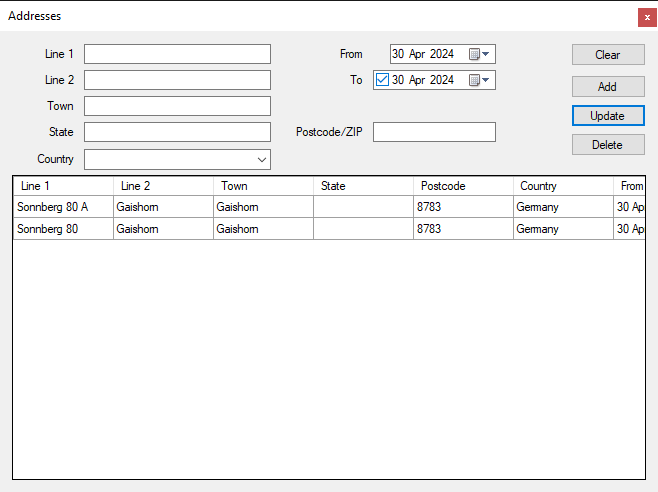 Addresses
x
Line 1
From 30 Apr 2024
Clear
Line 2
To 30 Apr 2024
Add
Town
Update
State
Postcode/ZIP
Delete
Country
Line 1 Line 2 Town State Postcode Country From
Sonnberg 80 A Gaishorn Gaishorn 8783 Germany 30 Ap
Sonnberg 80 Gaishorn Gaishorn 8783 Germany 30 Ap